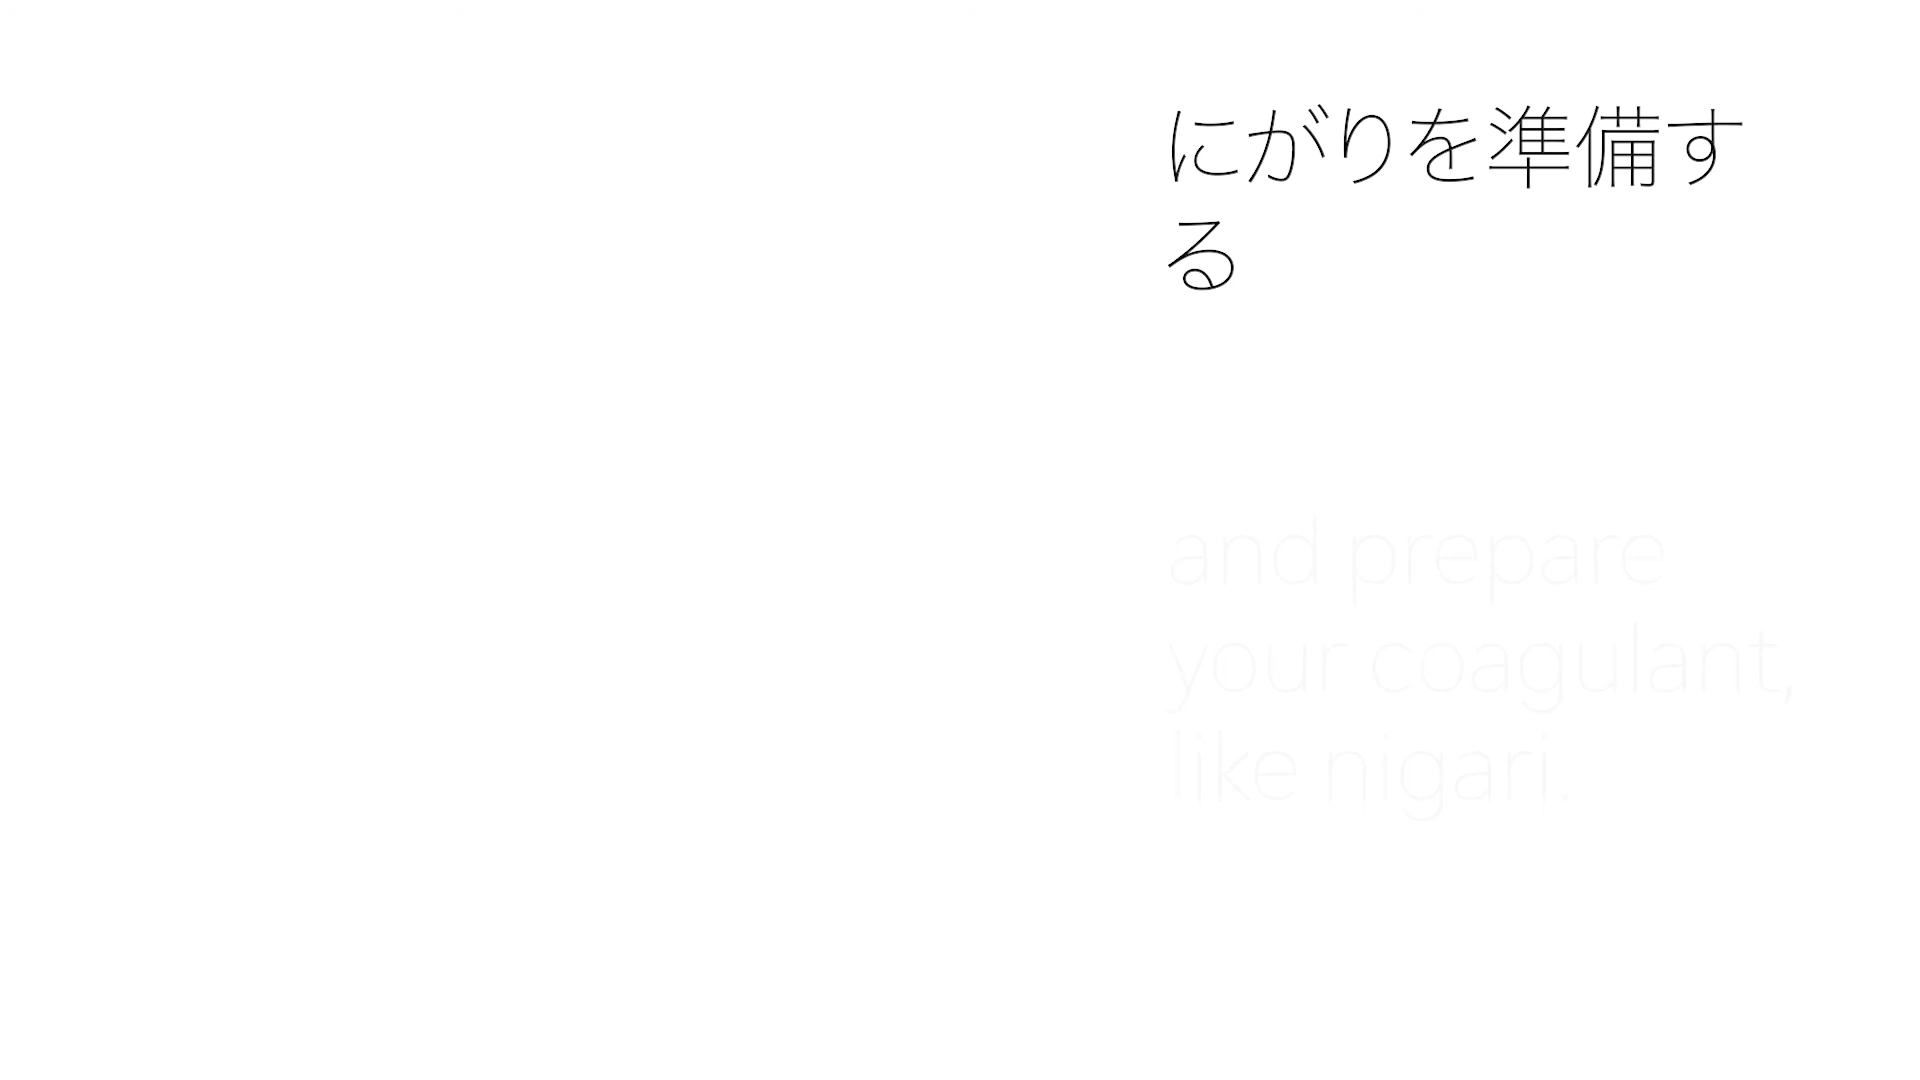 にがりを準備す
る
and prepare
your coagulant,
like nigari.